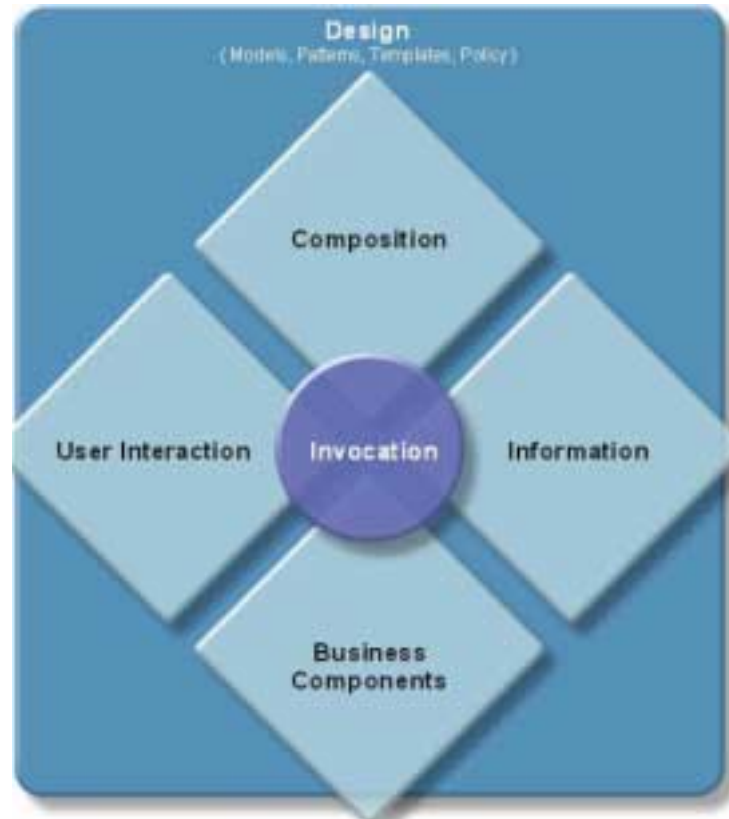 Design
( Models, Patterns, Templates, Policy )
Composition
User Interaction
Invocation
Information
Business
Components